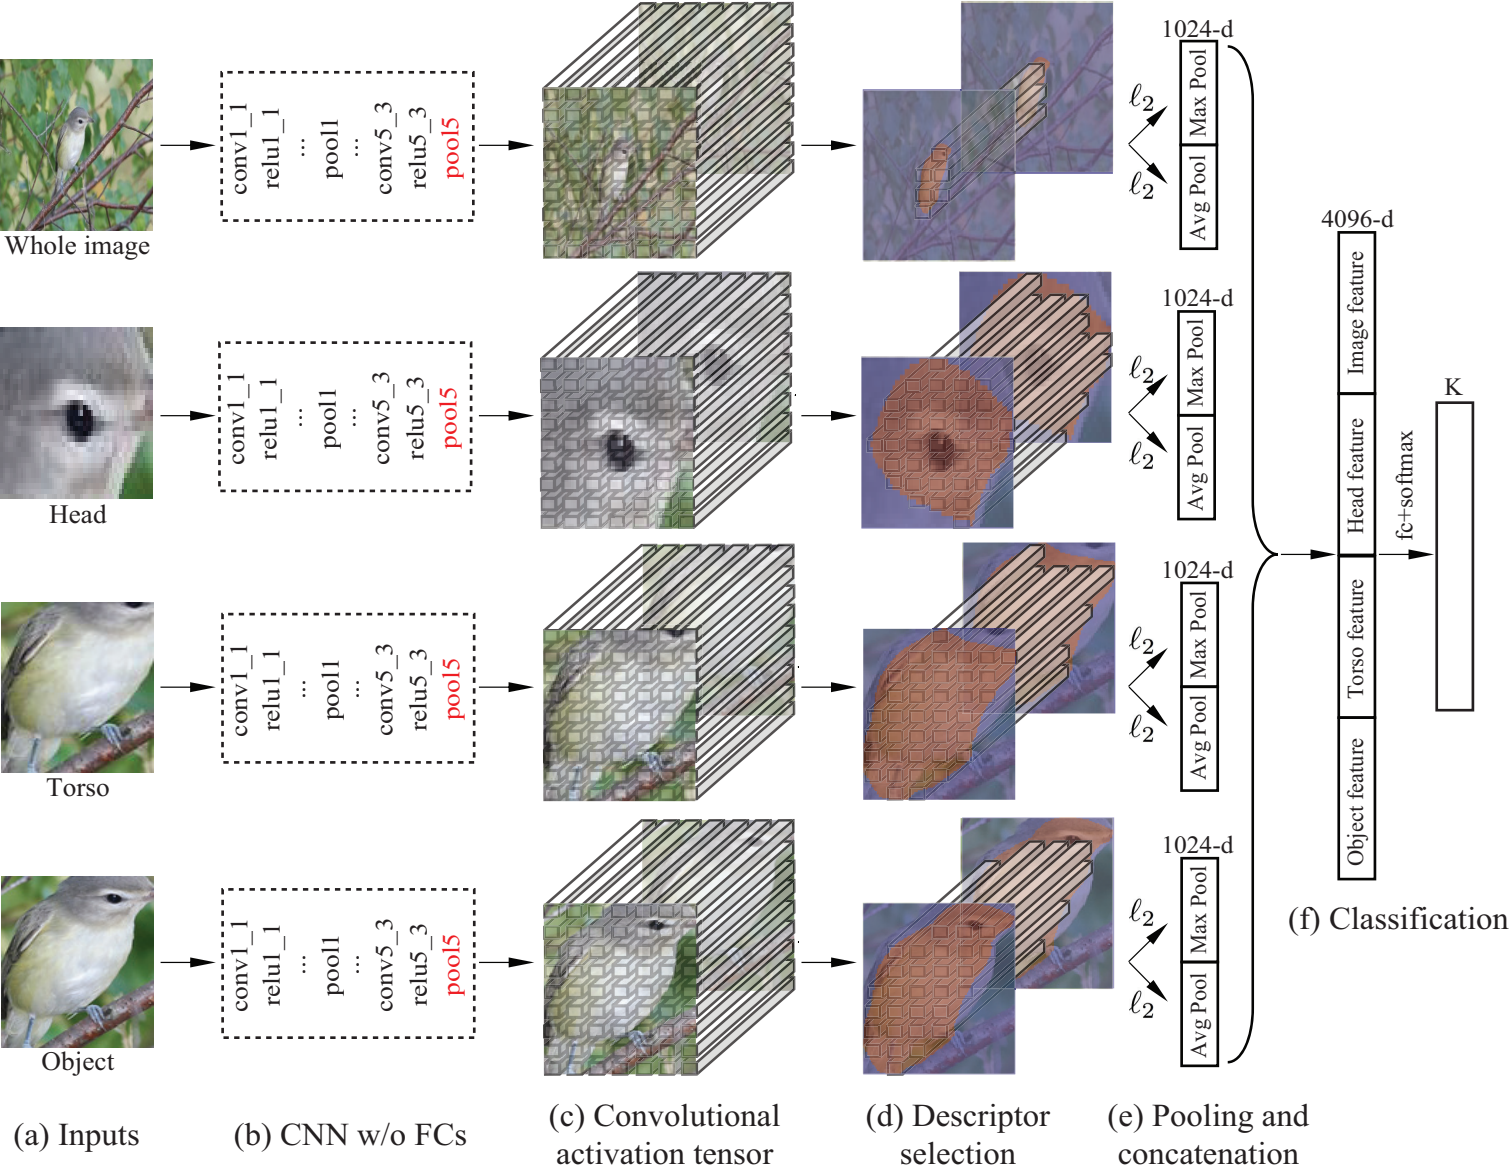 Whole image
conv1_1
relu1_1
...
pool1
...
conv5_3
relu5_3
pool5
ℓ2
ℓ2
1024-d
Max Pool
Avg Pool
Head
conv1_1
relu1_1
...
pool1
...
conv5_3
relu5_3
pool5
ℓ2
ℓ2
1024-d
Max Pool
Avg Pool
Torso
conv1_1
relu1_1
...
pool1
...
conv5_3
relu5_3
pool5
ℓ2
ℓ2
1024-d
Max Pool
Avg Pool
Object
conv1_1
relu1_1
...
pool1
...
conv5_3
relu5_3
pool5
ℓ2
ℓ2
1024-d
Max Pool
Avg Pool
4096-d
Image feature
Head feature
Torso feature
Object feature
fc+softmax
K
(f) Classification
(a) Inputs
(b) CNN w/o FCs
(c) Convolutional
activation tensor
(d) Descriptor
selection
(e) Pooling and
concatenation